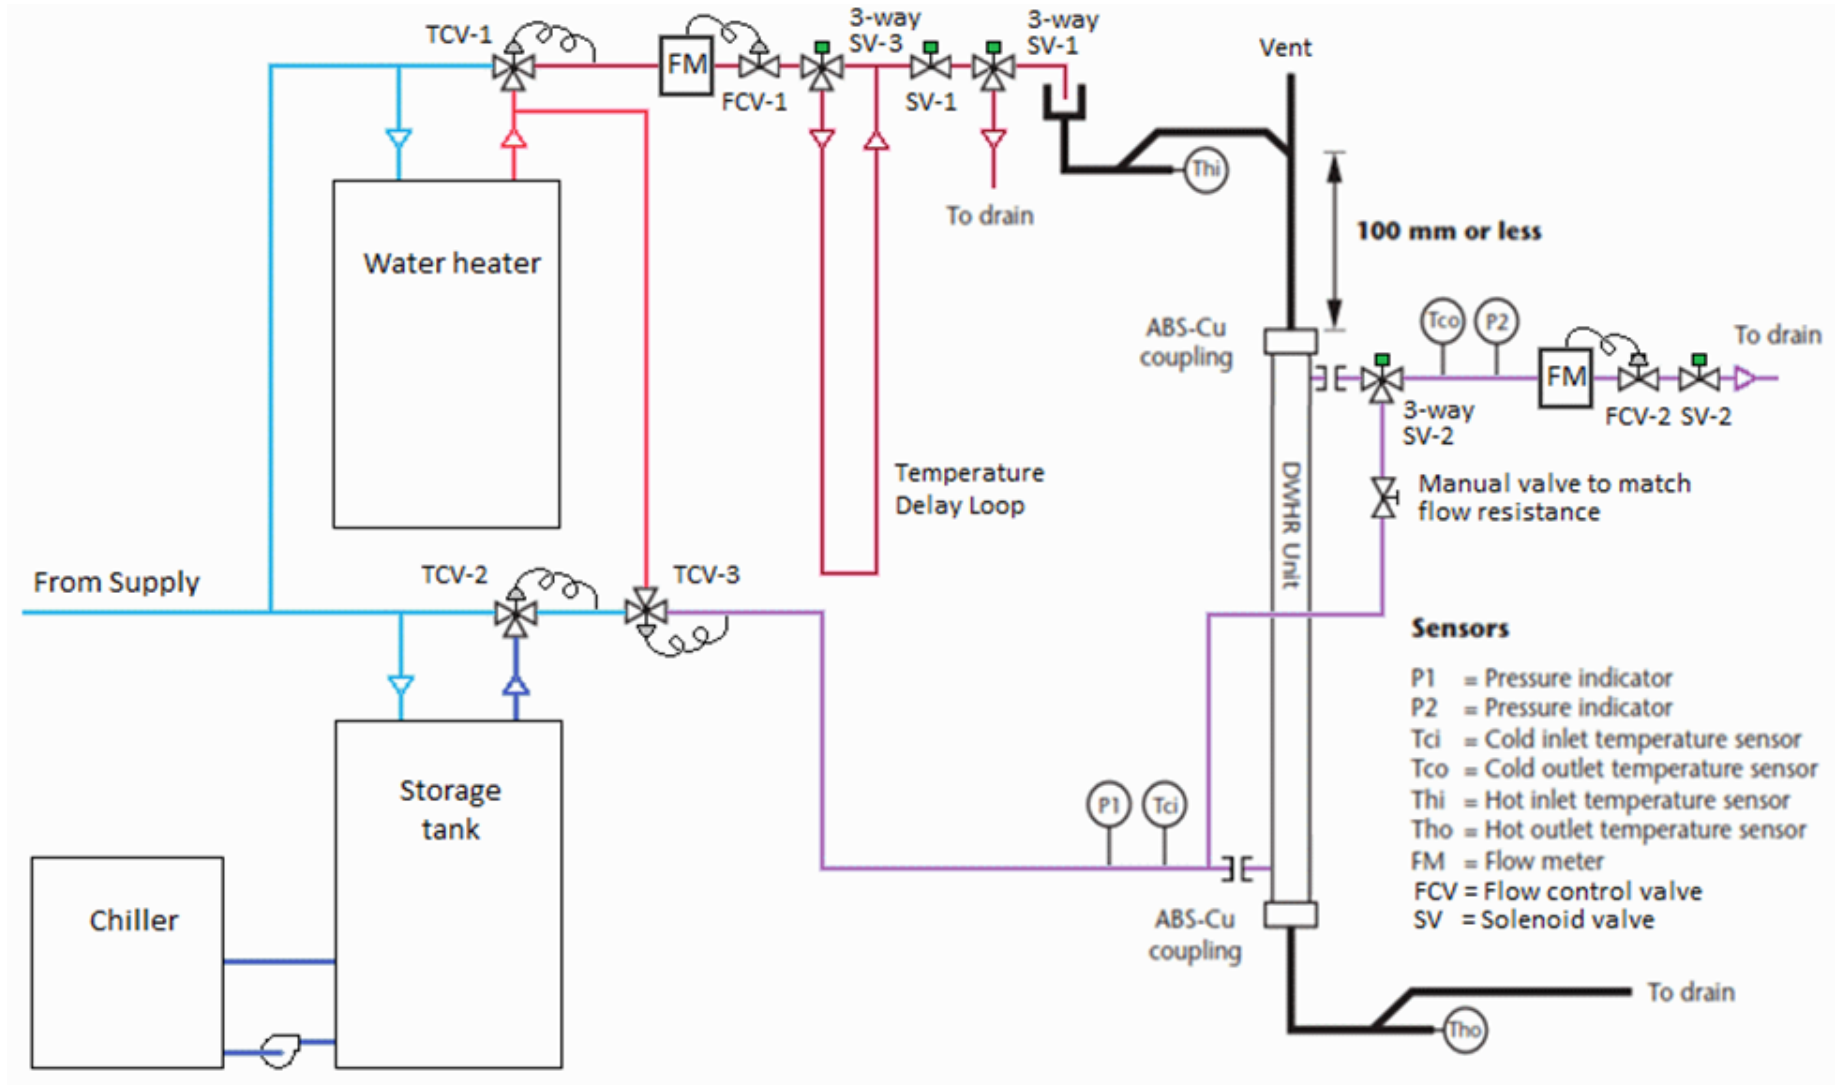 TCV-1
FM
FCV-1
3-way
SV-3
SV-1
3-way
SV-1
To drain
Thi
Vent
100 mm or less
Water heater
ABS-Cu
coupling
Tco
P2
FM
To drain
3-way
SV-2
FCV-2
SV-2
Temperature
Delay Loop
DWHR Unit
Manual valve to match
flow resistance
From Supply
TCV-2
TCV-3
Storage
tank
Chiller
P1
Tci
ABS-Cu
coupling
Sensors
P1 = Pressure indicator
P2 = Pressure indicator
Tci = Cold inlet temperature sensor
Tco = Cold outlet temperature sensor
Thi = Hot inlet temperature sensor
Tho = Hot outlet temperature sensor
FM = Flow meter
FCV = Flow control valve
SV = Solenoid valve
To drain
Tho